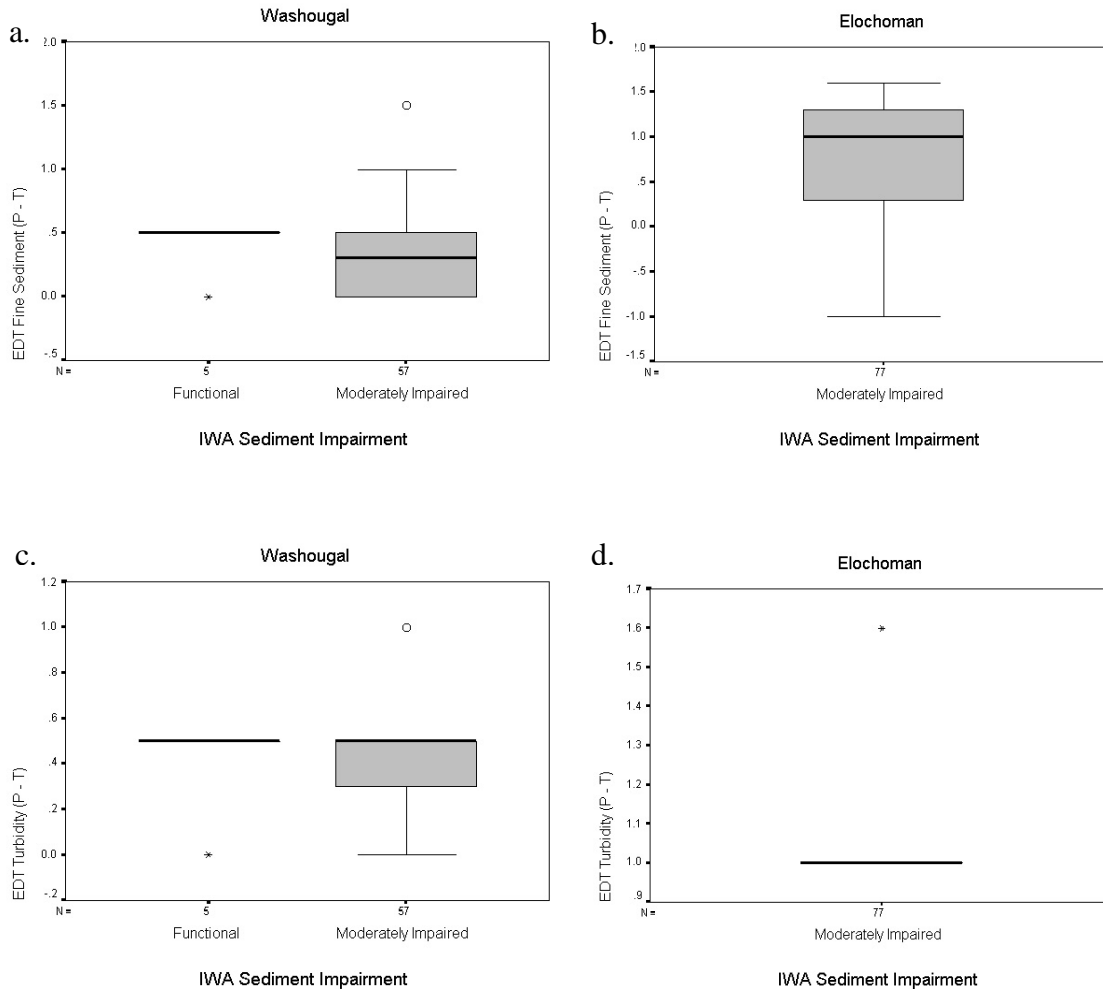 a.
Washougal
2.0
1.5
1.0
.5
0.0
-.5
EDT Fine Sediment (P - T)
N = 5 57
Functional Moderately Impaired
IWA Sediment Impairment
b.
Elochoman
2.0
1.5
1.0
.5
0.0
-.5
-1.0
-1.5
EDT Fine Sediment (P - T)
N = 77
Moderately Impaired
IWA Sediment Impairment
c.
Washougal
1.2
1.0
.8
.6
.4
.2
0.0
-.2
EDT Turbidity (P - T)
N = 5 57
Functional Moderately Impaired
IWA Sediment Impairment
d.
Elochoman
1.7
1.6
1.5
1.4
1.3
1.2
1.1
1.0
.9
EDT Turbidity (P - T)
N = 77
Moderately Impaired
IWA Sediment Impairment